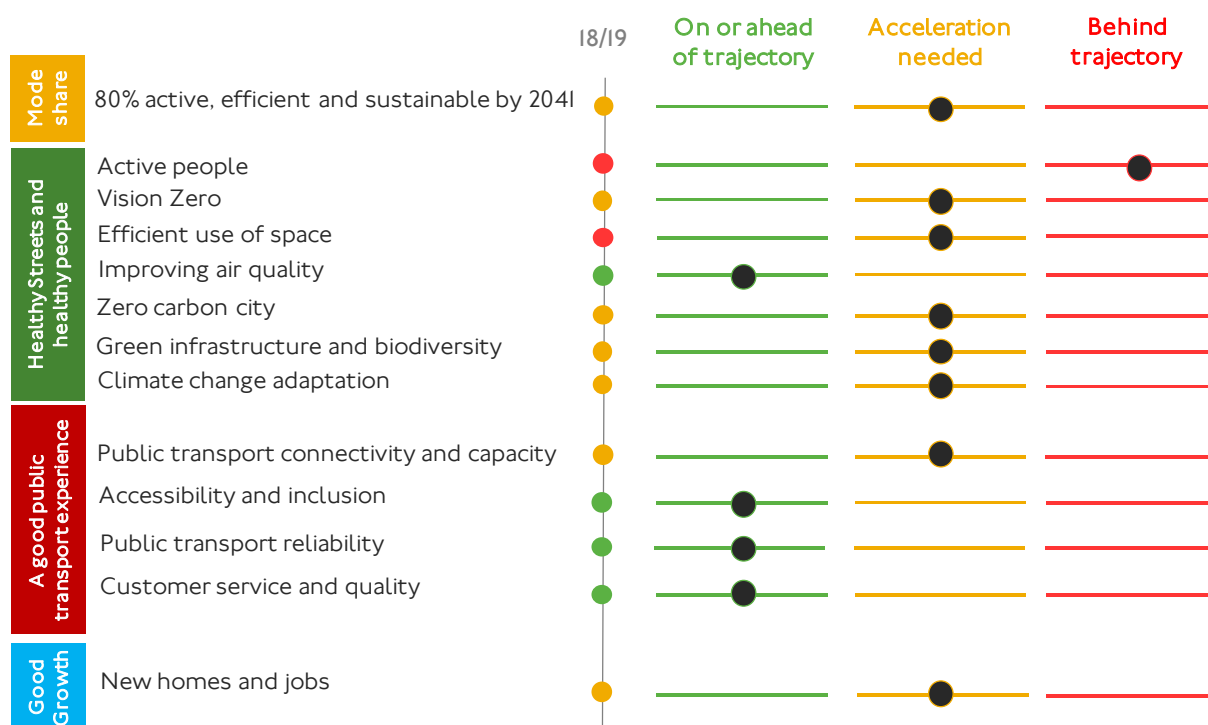 18/19
On or ahead
of trajectory
Acceleration
needed
Behind
trajectory
Mode
share
80% active, efficient and sustainable by 2041
Healthy Streets and
healthy people
Active people
Vision Zero
Efficient use of space
Improving air quality
Zero carbon city
Green infrastructure and biodiversity
Climate change adaptation
A good public
transport experience
Public transport connectivity and capacity
Accessibility and inclusion
Public transport reliability
Customer service and quality
Good
Growth
New homes and jobs